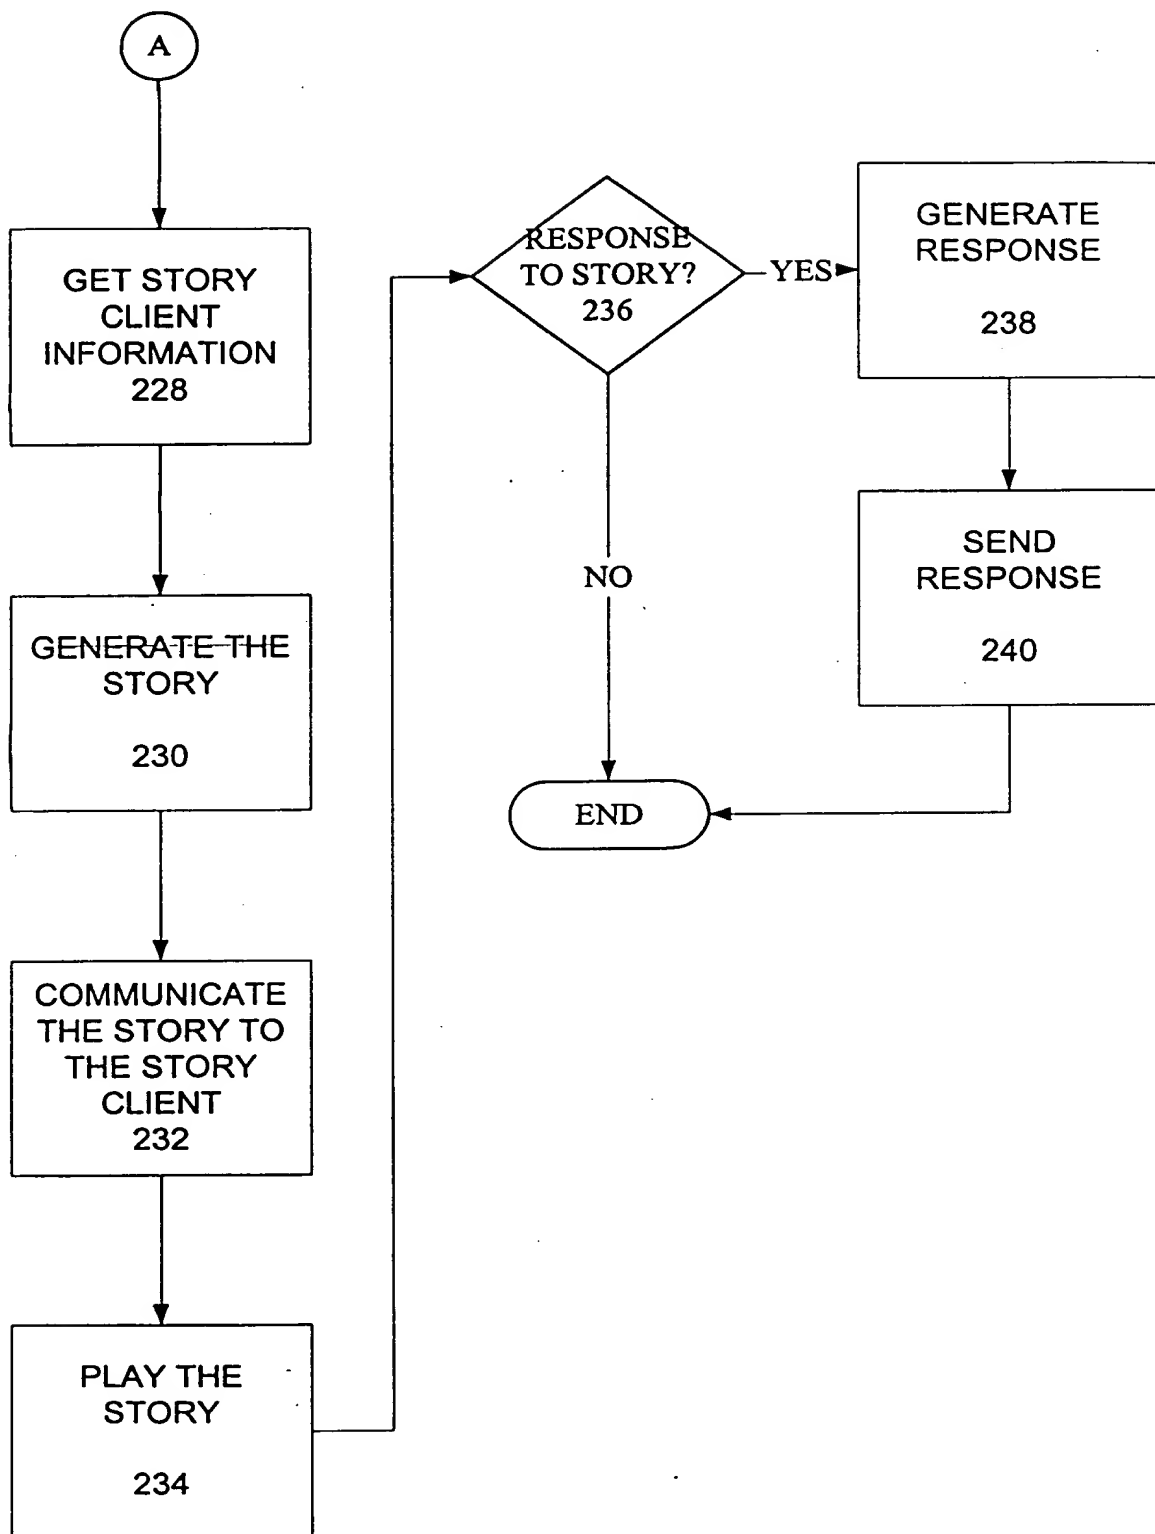 A
GET STORY
CLIENT
INFORMATION
228
GENERATE THE
STORY
230
COMMUNICATE
THE STORY TO
THE STORY
CLIENT
232
PLAY THE
STORY
234
RESPONSE
TO STORY?
236
YES
NO
GENERATE
RESPONSE
238
SEND
RESPONSE
240
END